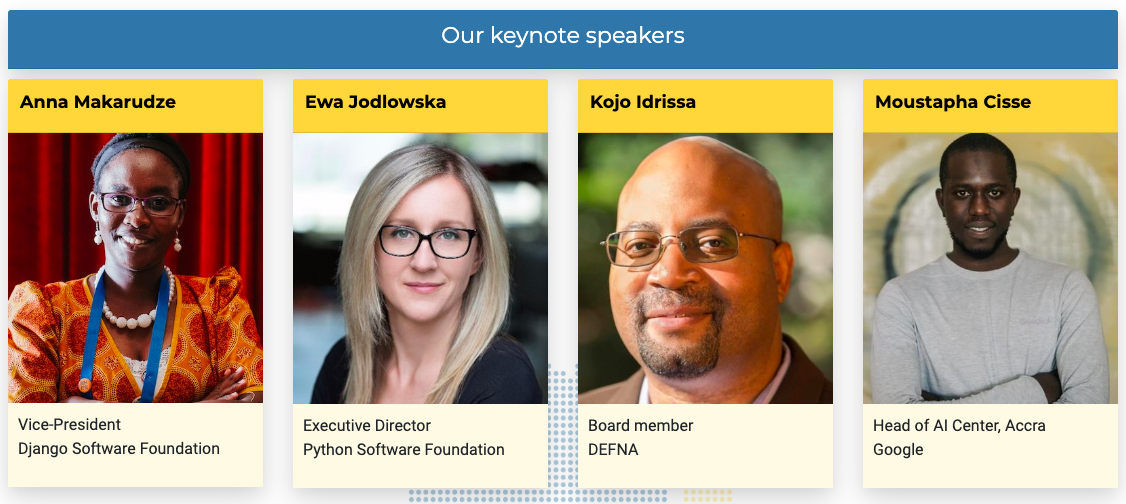 Our keynote speakers
Anna Makarudze
Vice-President
Django Software Foundation
Ewa Jodlowska
Executive Director
Python Software Foundation
Kojo Idrissa
Board member
DEFNA
Moustapha Cisse
Head of AI Center, Accra
Google